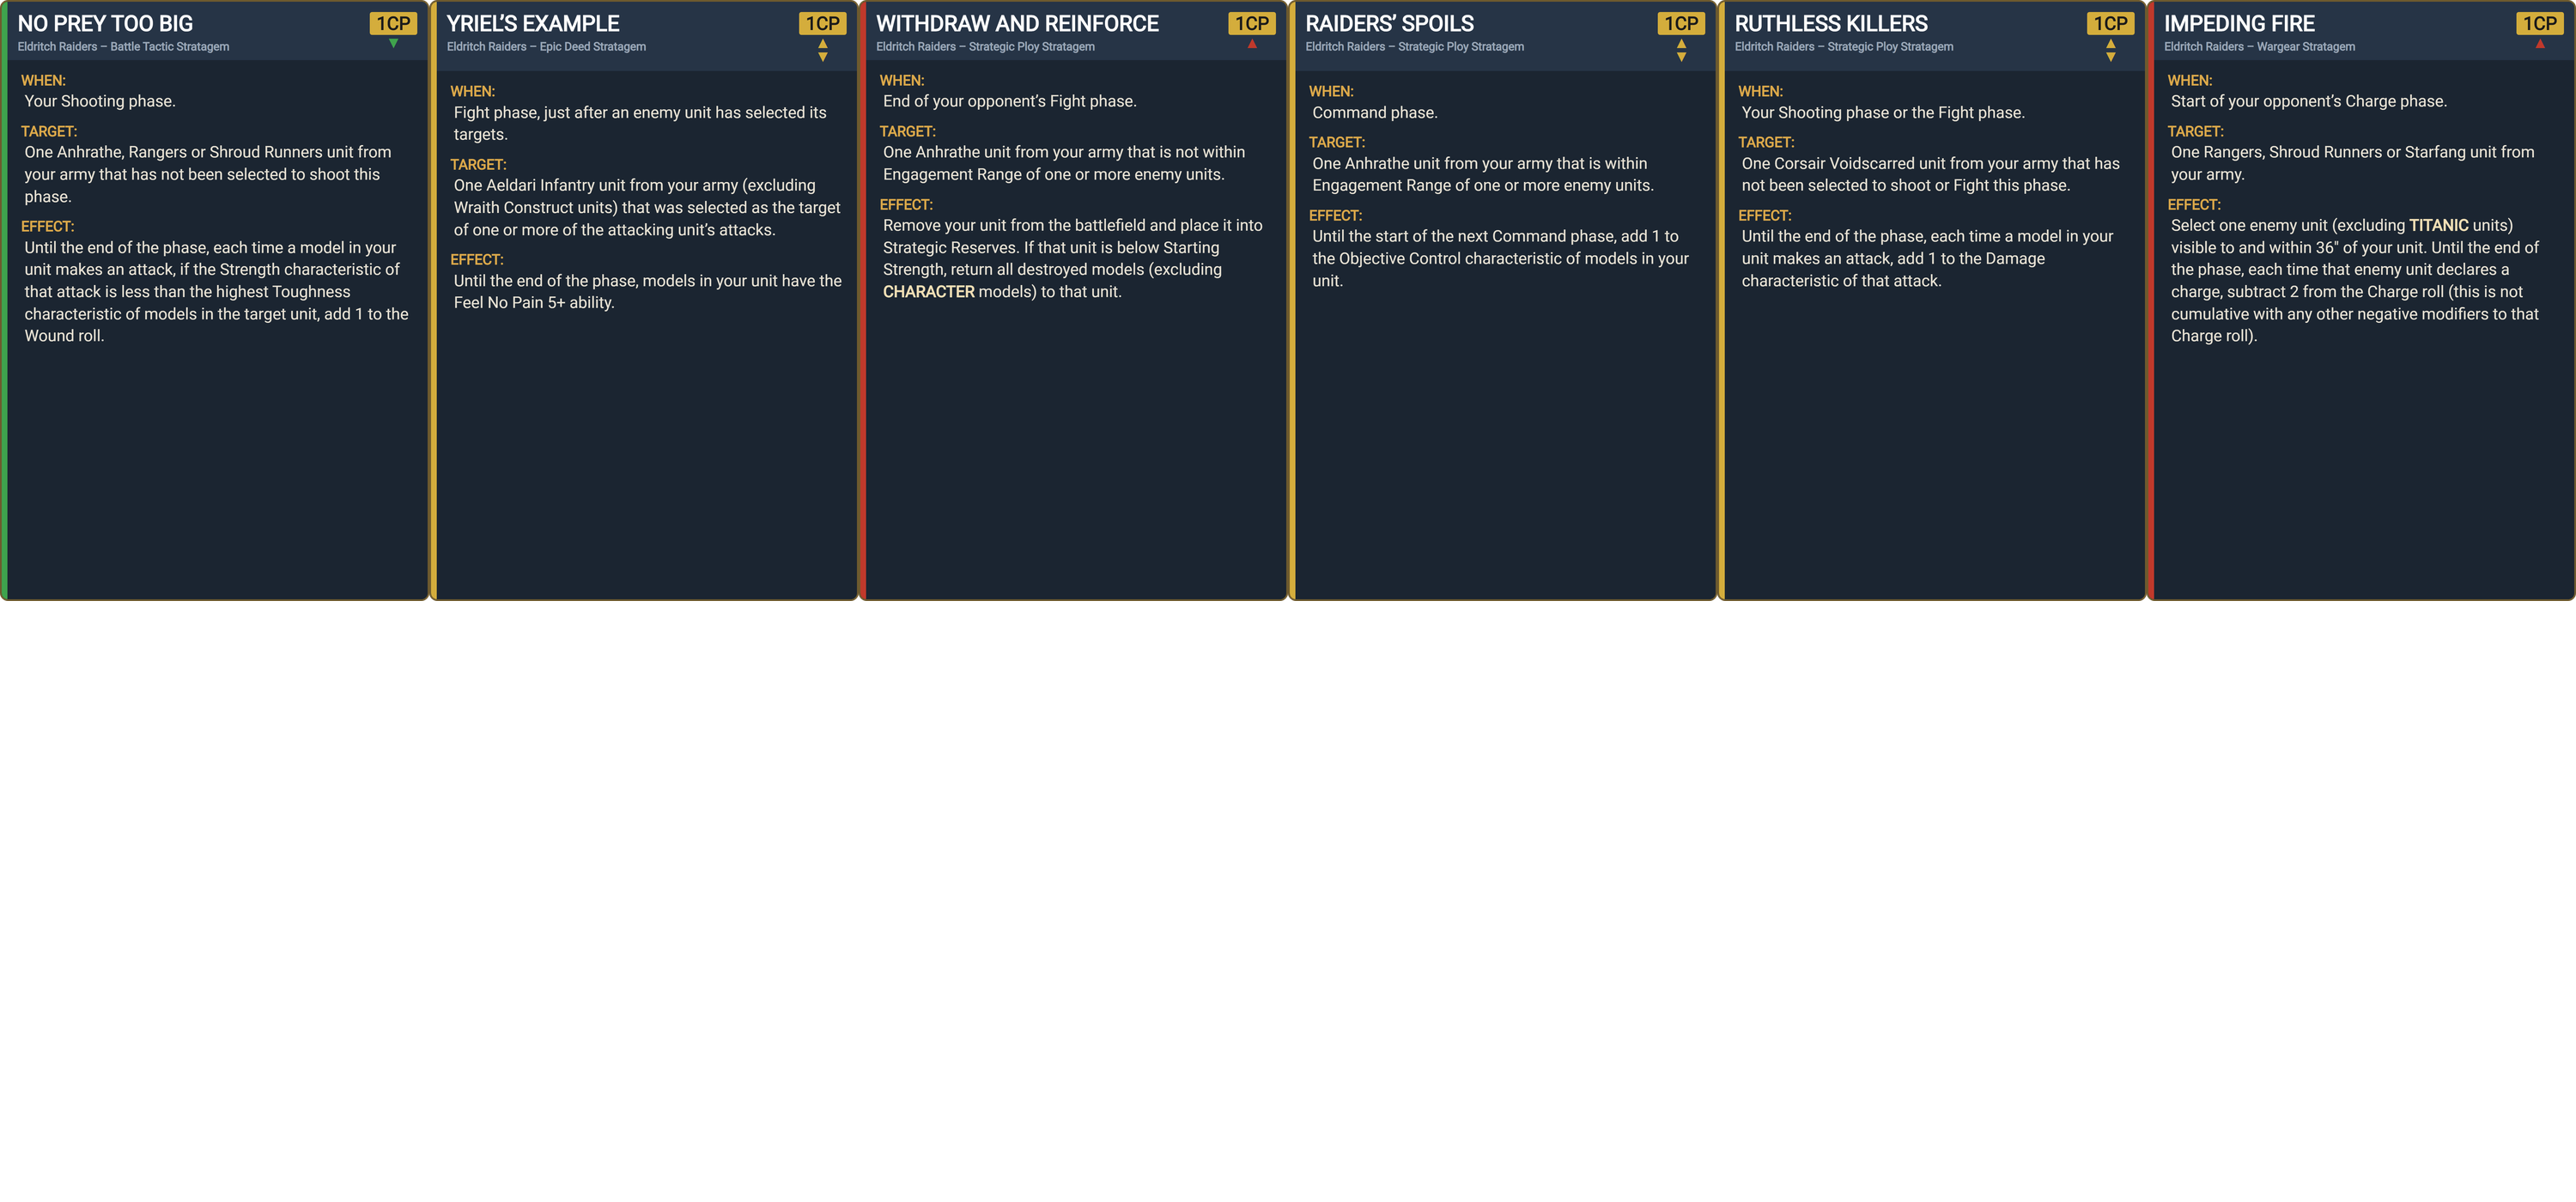 NO PREY TOO BIG
1CP
Eldritch Raiders – Battle Tactic Stratagem
WHEN:
Your Shooting phase.
TARGET:
One Anhrathe, Rangers or Shroud Runners unit from
your army that has not been selected to shoot this
phase.
EFFECT:
Until the end of the phase, each time a model in your
unit makes an attack, if the Strength characteristic of
that attack is less than the highest Toughness
characteristic of models in the target unit, add 1 to the
Wound roll.
YRIEL’S EXAMPLE
1CP
Eldritch Raiders – Epic Deed Stratagem
WHEN:
Fight phase, just after an enemy unit has selected its
targets.
TARGET:
One Aeldari Infantry unit from your army (excluding
Wraith Construct units) that was selected as the target
of one or more of the attacking unit’s attacks.
EFFECT:
Until the end of the phase, models in your unit have the
Feel No Pain 5+ ability.
WITHDRAW AND REINFORCE
1CP
Eldritch Raiders – Strategic Ploy Stratagem
WHEN:
End of your opponent’s Fight phase.
TARGET:
One Anhrathe unit from your army that is not within
Engagement Range of one or more enemy units.
EFFECT:
Remove your unit from the battlefield and place it into
Strategic Reserves. If that unit is below Starting
Strength, return all destroyed models (excluding
CHARACTER models) to that unit.
RAIDERS’ SPOILS
1CP
Eldritch Raiders – Strategic Ploy Stratagem
WHEN:
Command phase.
TARGET:
One Anhrathe unit from your army that is within
Engagement Range of one or more enemy units.
EFFECT:
Until the start of the next Command phase, add 1 to
the Objective Control characteristic of models in your
unit.
RUTHLESS KILLERS
1CP
Eldritch Raiders – Strategic Ploy Stratagem
WHEN:
Your Shooting phase or the Fight phase.
TARGET:
One Corsair Voidscarred unit from your army that has
not been selected to shoot or Fight this phase.
EFFECT:
Until the end of the phase, each time a model in your
unit makes an attack, add 1 to the Damage
characteristic of that attack.
IMPEDING FIRE
1CP
Eldritch Raiders – Wargear Stratagem
WHEN:
Start of your opponent’s Charge phase.
TARGET:
One Rangers, Shroud Runners or Starfang unit from
your army.
EFFECT:
Select one enemy unit (excluding TITANIC units)
visible to and within 36" of your unit. Until the end of
the phase, each time that enemy unit declares a
charge, subtract 2 from the Charge roll (this is not
cumulative with any other negative modifiers to that
Charge roll).